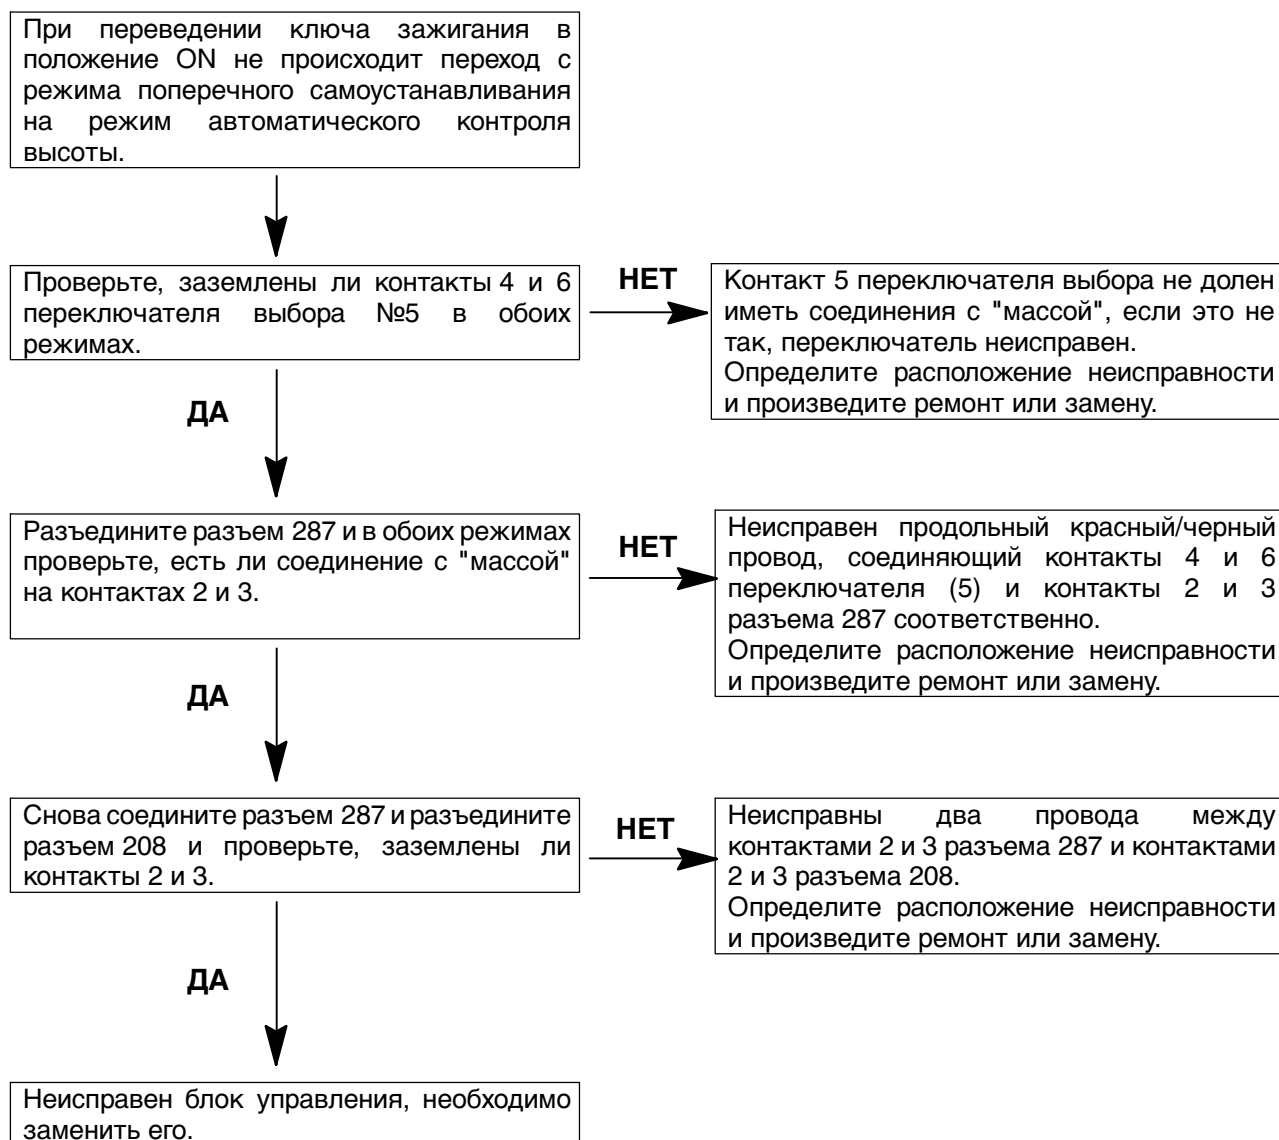 При переведении ключа зажигания в
положение ON не происходит переход с
режима поперечного самоустанавливания
на режим автоматического контроля
высоты.
Проверьте, заземлены ли контакты 4 и 6
переключателя выбора №5 в обоих
режимах.
НЕТ
Контакт 5 переключателя выбора не долен
иметь соединения с "массой", если это не
так, переключатель неисправен.
Определите расположение неисправности
и произведите ремонт или замену.
ДА
Разъедините разъем 287 и в обоих режимах
проверьте, есть ли соединение с "массой"
на контактах 2 и 3.
НЕТ
Неисправен продольный красный/черный
провод, соединяющий контакты 4 и 6
переключателя (5) и контакты 2 и 3
разъема 287 соответственно.
Определите расположение неисправности
и произведите ремонт или замену.
ДА
Снова соедините разъем 287 и разъедините
разъем 208 и проверьте, заземлены ли
контакты 2 и 3.
НЕТ
Неисправны два провода между
контактами 2 и 3 разъема 287 и контактами
2 и 3 разъема 208.
Определите расположение неисправности
и произведите ремонт или замену.
ДА
Неисправен блок управления, необходимо
заменить его.